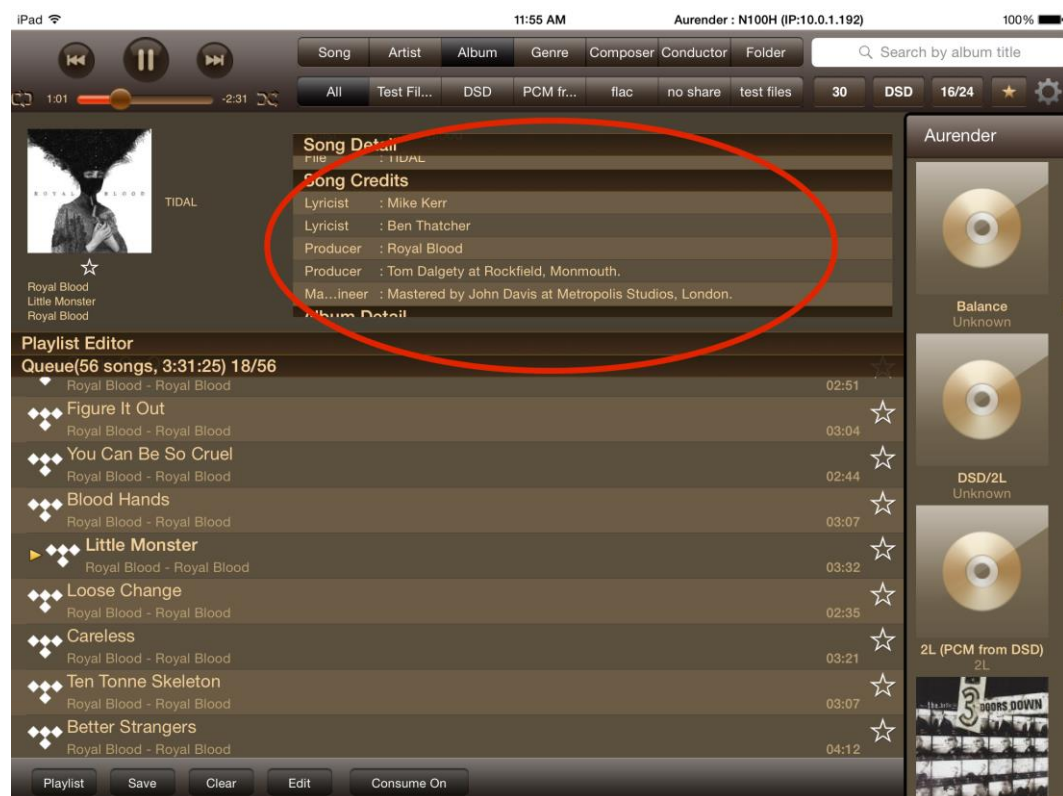 iPad 11:55 AM Aurender : N100H (IP:10.0.1.192) 100%
Song Artist Album Genre Composer Conductor Folder Search by album title
1:01 -2:31 All Test Fil... DSD PCM fr... flac no share test files 30 DSD 16/24
ROYAL BLOOD
TIDAL
Royal Blood
Little Monster
Royal Blood
Song Detail
File : TIDAL
Song Credits
Lyricist : Mike Kerr
Lyricist : Ben Thatcher
Producer : Royal Blood
Producer : Tom Dalgety at Rockfield, Monmouth.
Ma...ineer : Mastered by John Davis at Metropolis Studios, London.
Album Detail
Playlist Editor
Queue(56 songs, 3:31:25) 18/56
Royal Blood - Royal Blood 02:51
Figure It Out
Royal Blood - Royal Blood 03:04
You Can Be So Cruel
Royal Blood - Royal Blood 02:44
Blood Hands
Royal Blood - Royal Blood 03:07
Little Monster
Royal Blood - Royal Blood 03:32
Loose Change
Royal Blood - Royal Blood 02:35
Careless
Royal Blood - Royal Blood 03:21
Ten Tonne Skeleton
Royal Blood - Royal Blood 03:07
Better Strangers
Royal Blood - Royal Blood 04:12
Playlist Save Clear Edit Consume On
Aurender
Balance
Unknown
DSD/2L
Unknown
2L (PCM from DSD)
2L
3 DOORS DOWN